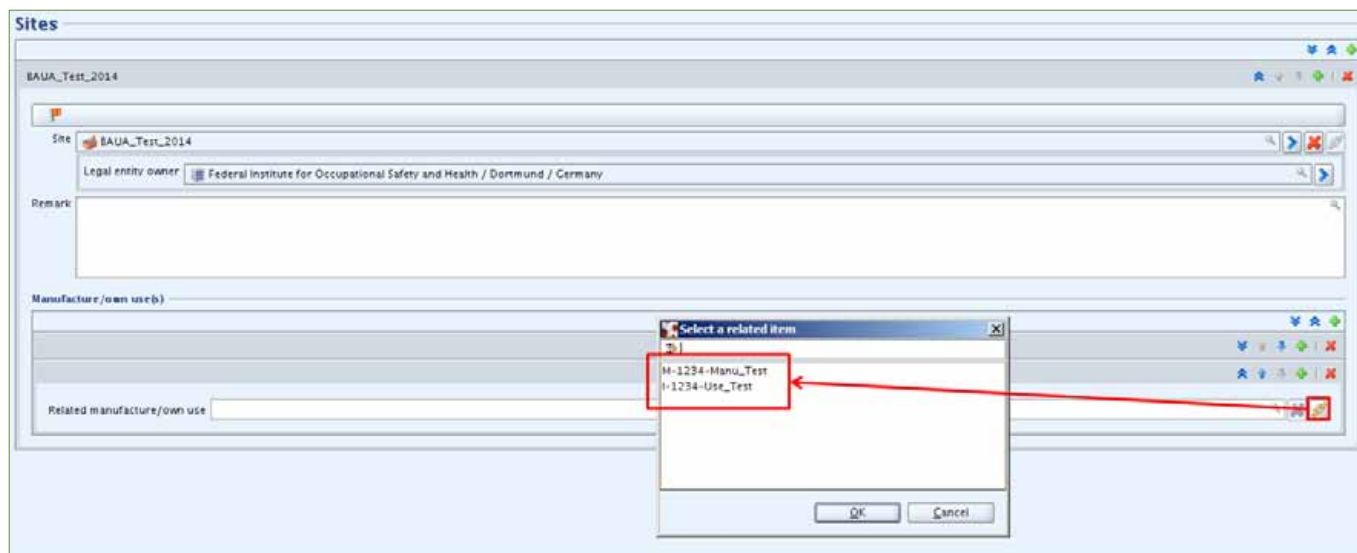 Sites
BAUA_Test_2014
Site BAUA_Test_2014
Legal entity owner Federal Institute for Occupational Safety and Health / Dortmund / Germany
Remark
Manufacture/own use(s)
Select a related item
M-1234-Manu_Test
I-1234-Use_Test
Related manufacture/own use
OK Cancel